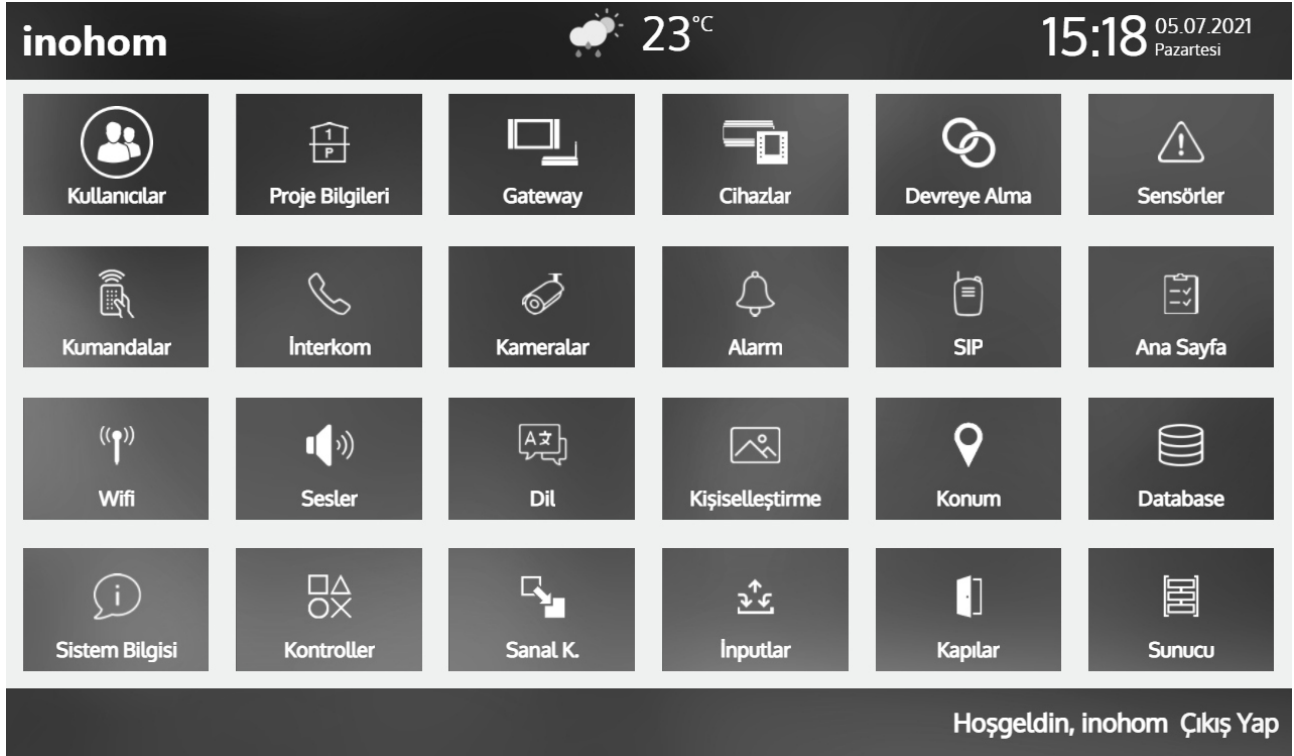 inohom
23°C
15:18
05.07.2021
Pazartesi
Kullanıcılar
Proje Bilgileri
Gateway
Cihazlar
Devreye Alma
Sensörler
Kumandalar
İnterkom
Kameralar
Alarm
SIP
Ana Sayfa
Wifi
Sesler
Dil
Kişiselleştirme
Konum
Database
Sistem Bilgisi
Kontroller
Sanal K.
İnputlar
Kapılar
Sunucu
Hoşgeldin, inohom Çıkış Yap